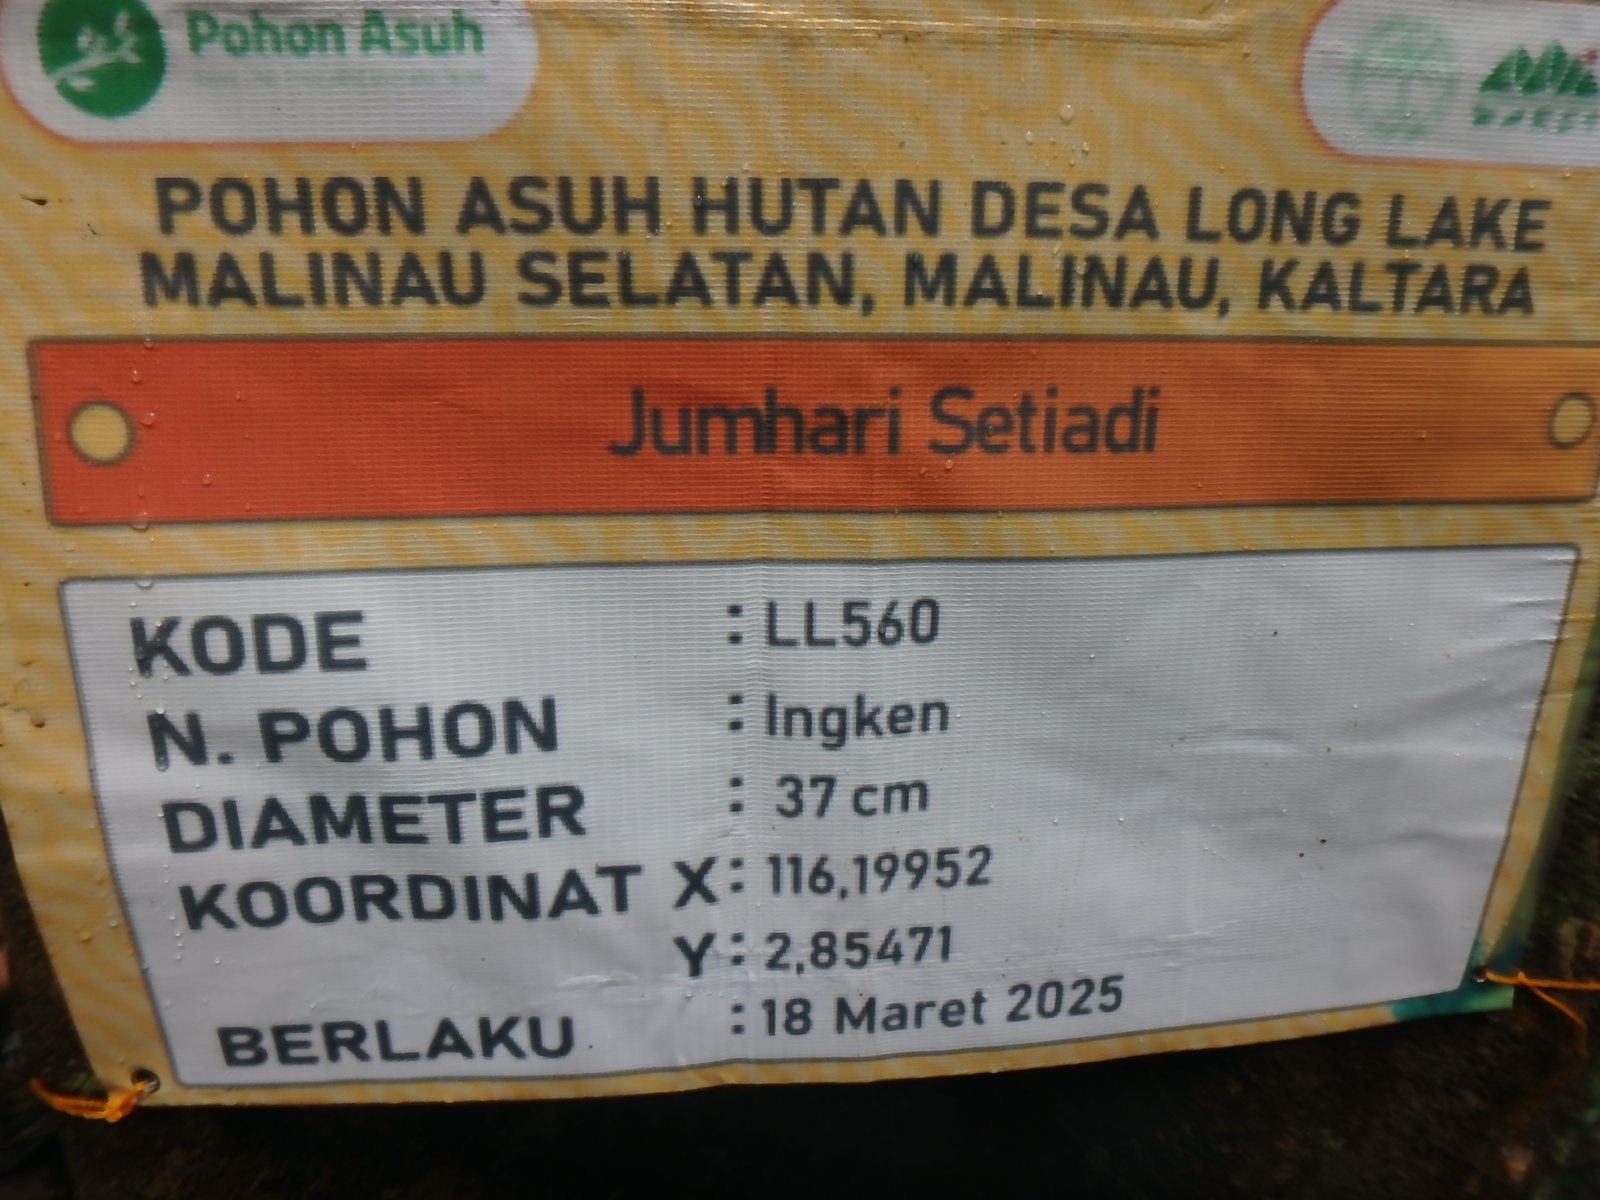 Pohon Asuh
POHON ASUH HUTAN DESA LONG LAKE
MALINAU SELATAN, MALINAU, KALTARA
Jumhari Setiadi
KODE : LL560
N. POHON : Ingken
DIAMETER : 37 cm
KOORDINAT X : 116,19952
Y : 2,85471
BERLAKU : 18 Maret 2025